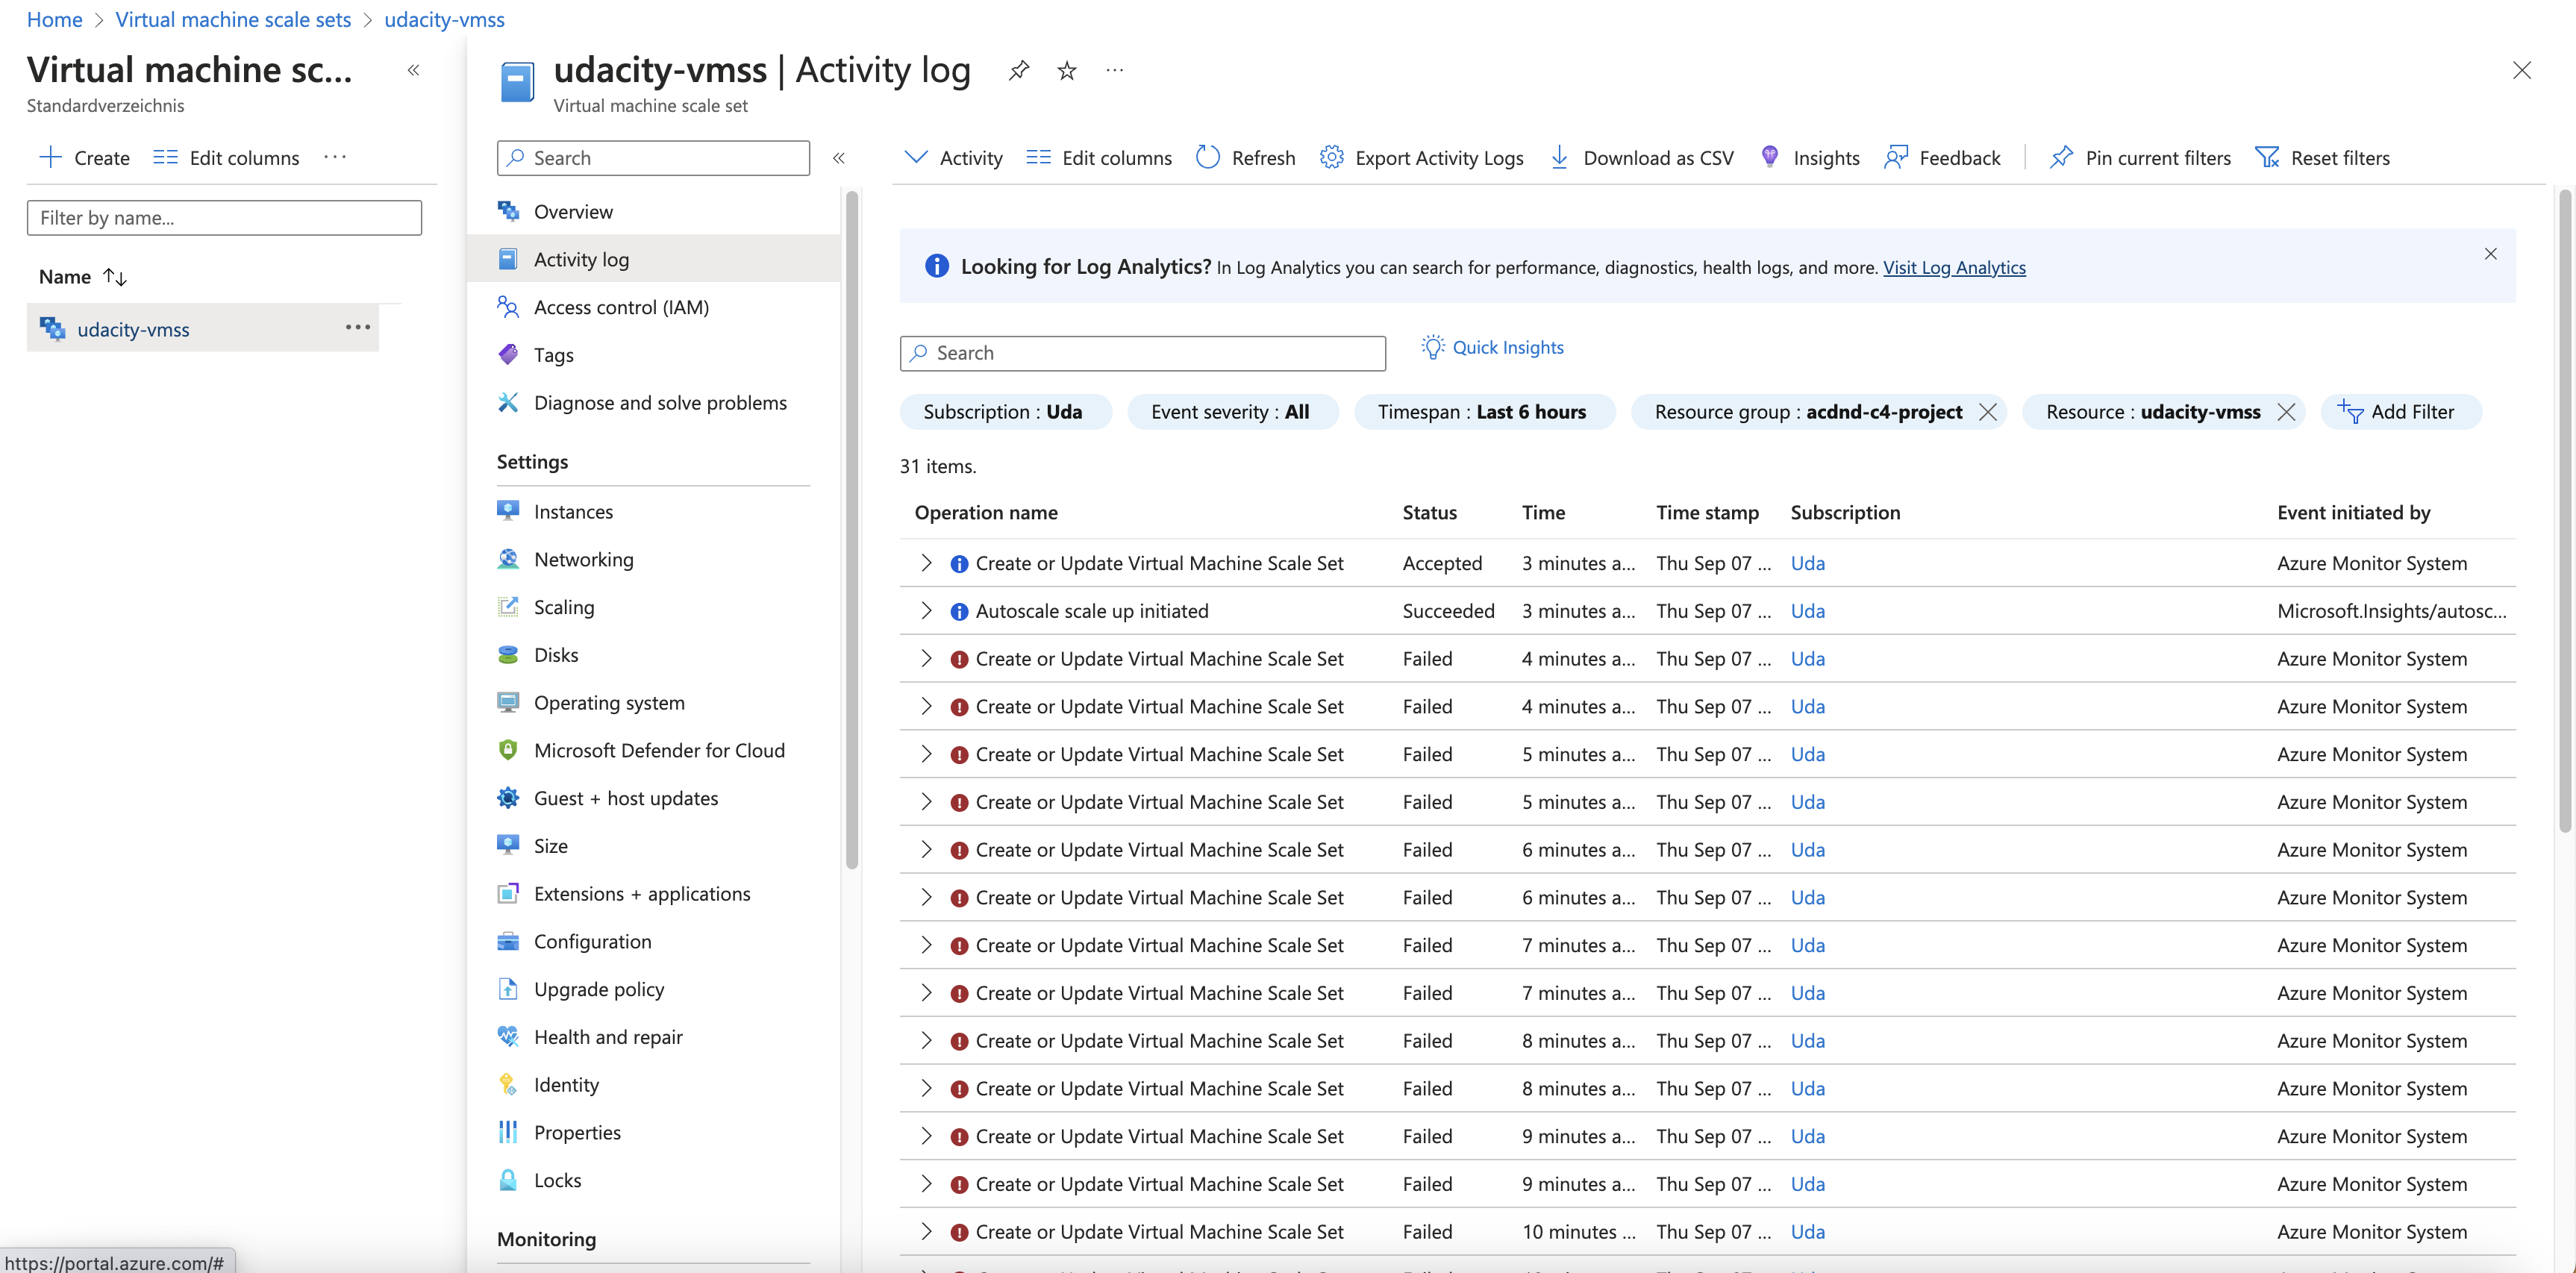 Home > Virtual machine scale sets > udacity-vmss
Virtual machine sc...
Standardverzeichnis
Create Edit columns ...
Filter by name...
Name
udacity-vmss ...
udacity-vmss | Activity log ...
Virtual machine scale set
Search
Overview
Activity log
Access control (IAM)
Tags
Diagnose and solve problems
Settings
Instances
Networking
Scaling
Disks
Operating system
Microsoft Defender for Cloud
Guest + host updates
Size
Extensions + applications
Configuration
Upgrade policy
Health and repair
Identity
Properties
Locks
Monitoring
Activity Edit columns Refresh Export Activity Logs Download as CSV Insights Feedback Pin current filters Reset filters
Looking for Log Analytics? In Log Analytics you can search for performance, diagnostics, health logs, and more. Visit Log Analytics
Search Quick Insights
Subscription : Uda Event severity : All Timespan : Last 6 hours Resource group : acdnd-c4-project Resource : udacity-vmss Add Filter
31 items.
Operation name Status Time Time stamp Subscription Event initiated by
Create or Update Virtual Machine Scale Set Accepted 3 minutes a... Thu Sep 07 ... Uda Azure Monitor System
Autoscale scale up initiated Succeeded 3 minutes a... Thu Sep 07 ... Uda Microsoft.Insights/autosc...
Create or Update Virtual Machine Scale Set Failed 4 minutes a... Thu Sep 07 ... Uda Azure Monitor System
Create or Update Virtual Machine Scale Set Failed 4 minutes a... Thu Sep 07 ... Uda Azure Monitor System
Create or Update Virtual Machine Scale Set Failed 5 minutes a... Thu Sep 07 ... Uda Azure Monitor System
Create or Update Virtual Machine Scale Set Failed 5 minutes a... Thu Sep 07 ... Uda Azure Monitor System
Create or Update Virtual Machine Scale Set Failed 6 minutes a... Thu Sep 07 ... Uda Azure Monitor System
Create or Update Virtual Machine Scale Set Failed 6 minutes a... Thu Sep 07 ... Uda Azure Monitor System
Create or Update Virtual Machine Scale Set Failed 7 minutes a... Thu Sep 07 ... Uda Azure Monitor System
Create or Update Virtual Machine Scale Set Failed 7 minutes a... Thu Sep 07 ... Uda Azure Monitor System
Create or Update Virtual Machine Scale Set Failed 8 minutes a... Thu Sep 07 ... Uda Azure Monitor System
Create or Update Virtual Machine Scale Set Failed 8 minutes a... Thu Sep 07 ... Uda Azure Monitor System
Create or Update Virtual Machine Scale Set Failed 9 minutes a... Thu Sep 07 ... Uda Azure Monitor System
Create or Update Virtual Machine Scale Set Failed 9 minutes a... Thu Sep 07 ... Uda Azure Monitor System
Create or Update Virtual Machine Scale Set Failed 10 minutes ... Thu Sep 07 ... Uda Azure Monitor System
https://portal.azure.com/#